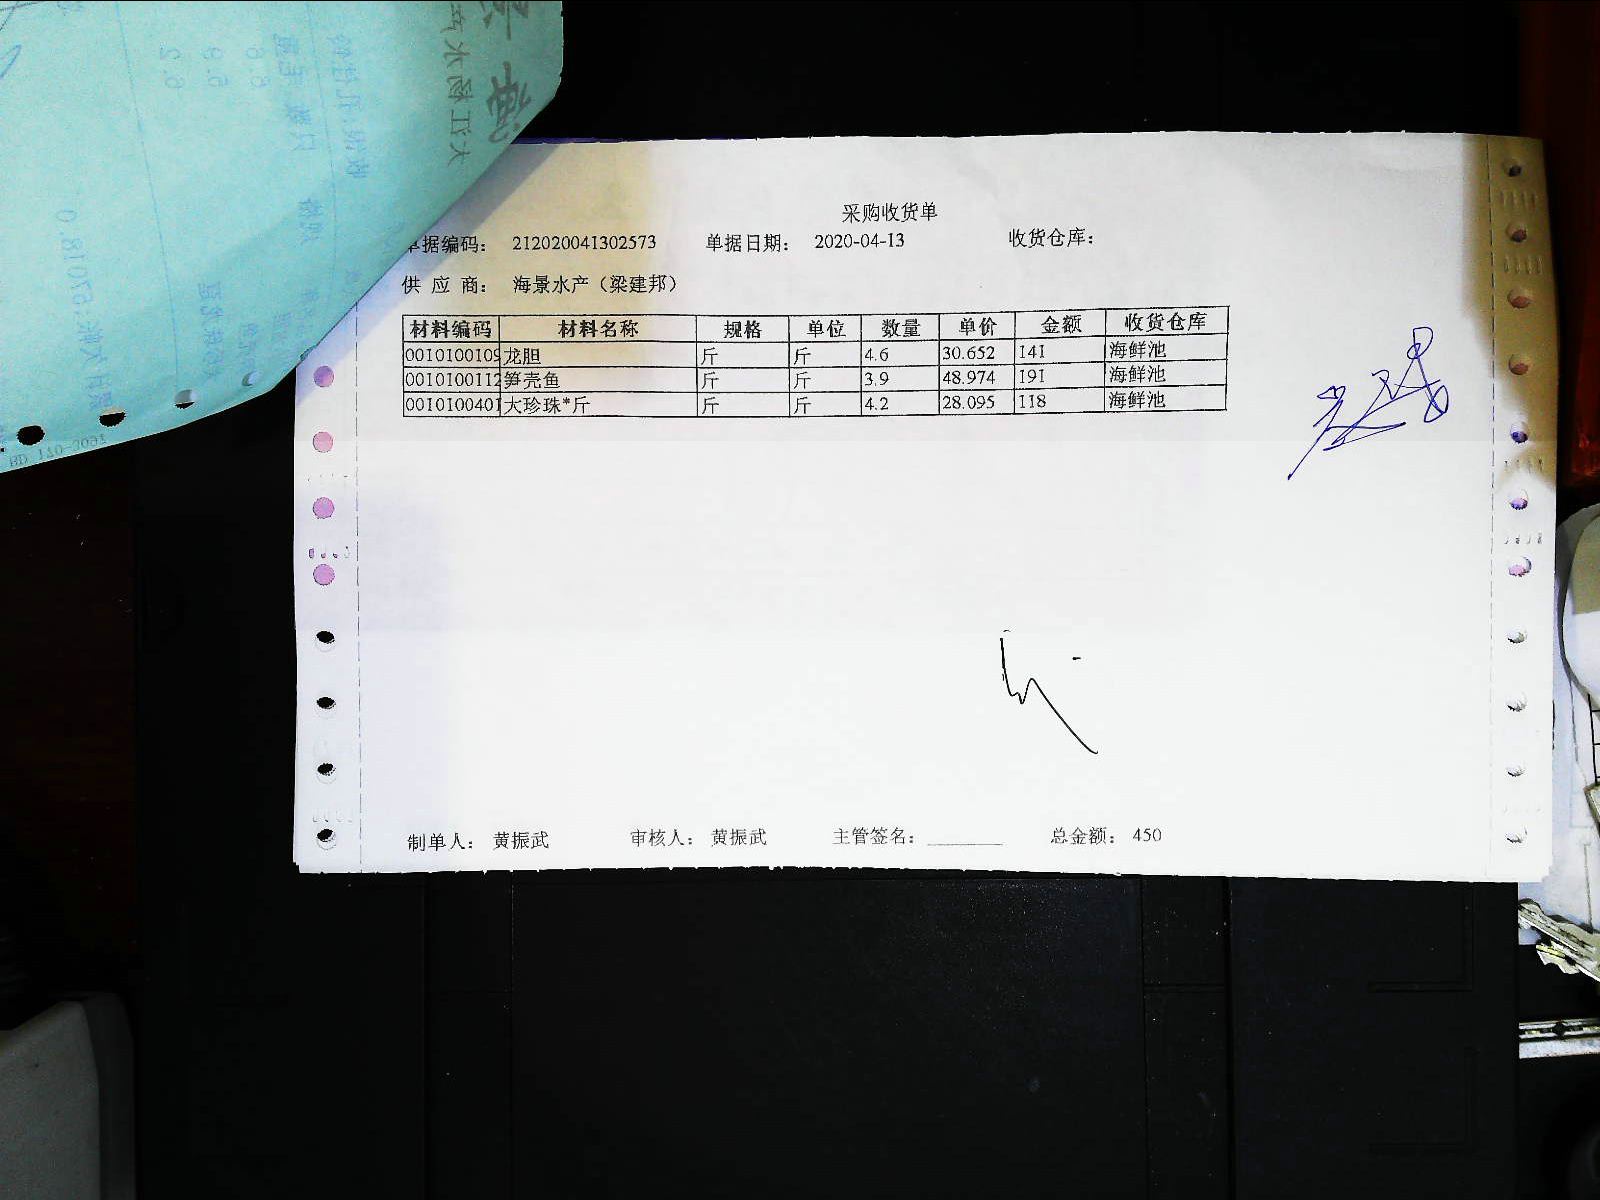 采购收货单
单据编码: 212020041302573 单据日期: 2020-04-13 收货仓库:
供 应 商: 海景水产（梁建邦）
材料编码 材料名称 规格 单位 数量 单价 金额 收货仓库
0010100109 龙胆 斤 斤 4.6 30.652 141 海鲜池
0010100112 笋壳鱼 斤 斤 3.9 48.974 191 海鲜池
0010100401 大珍珠*斤 斤 斤 4.2 28.095 118 海鲜池
制单人: 黄振武 审核人: 黄振武 主管签名: 总金额: 450